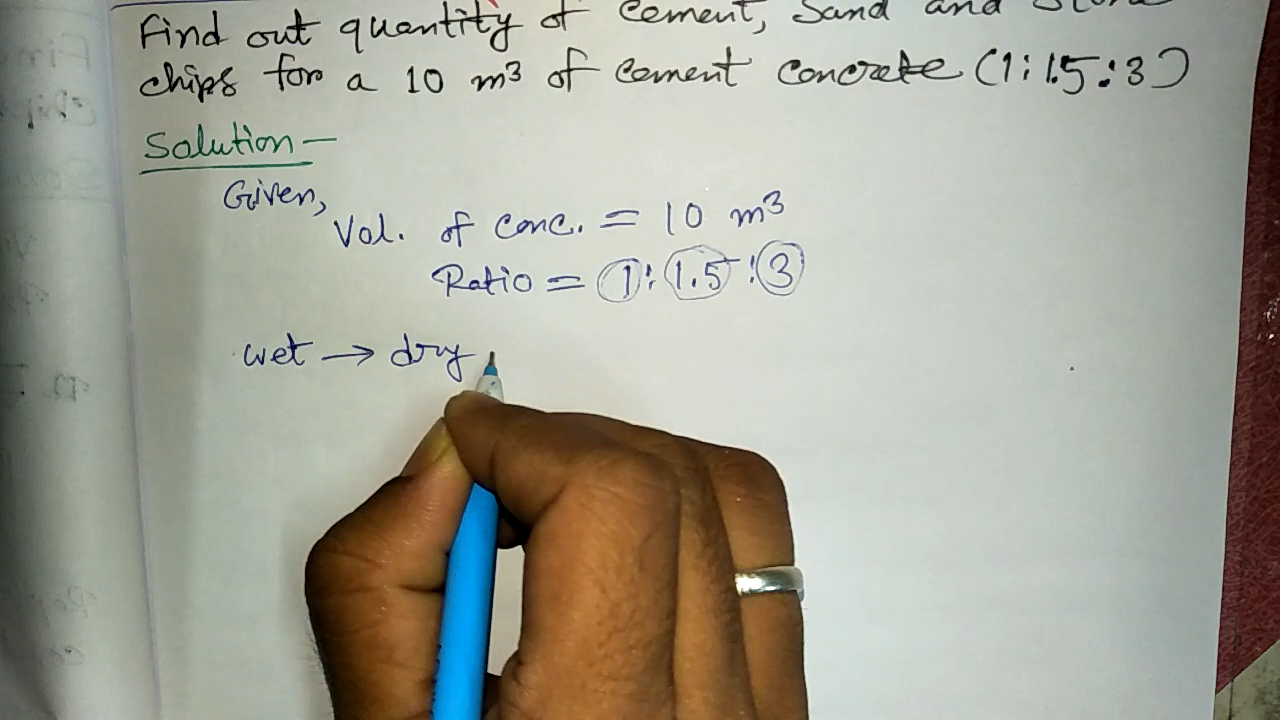 Find out quantity of cement, Sand and Stone
chips for a 10 m³ of cement concrete (1:1.5:3)
Solution—
Given,
Vol. of conc. = 10 m³
Ratio = 1:1.5:3
wet → dry